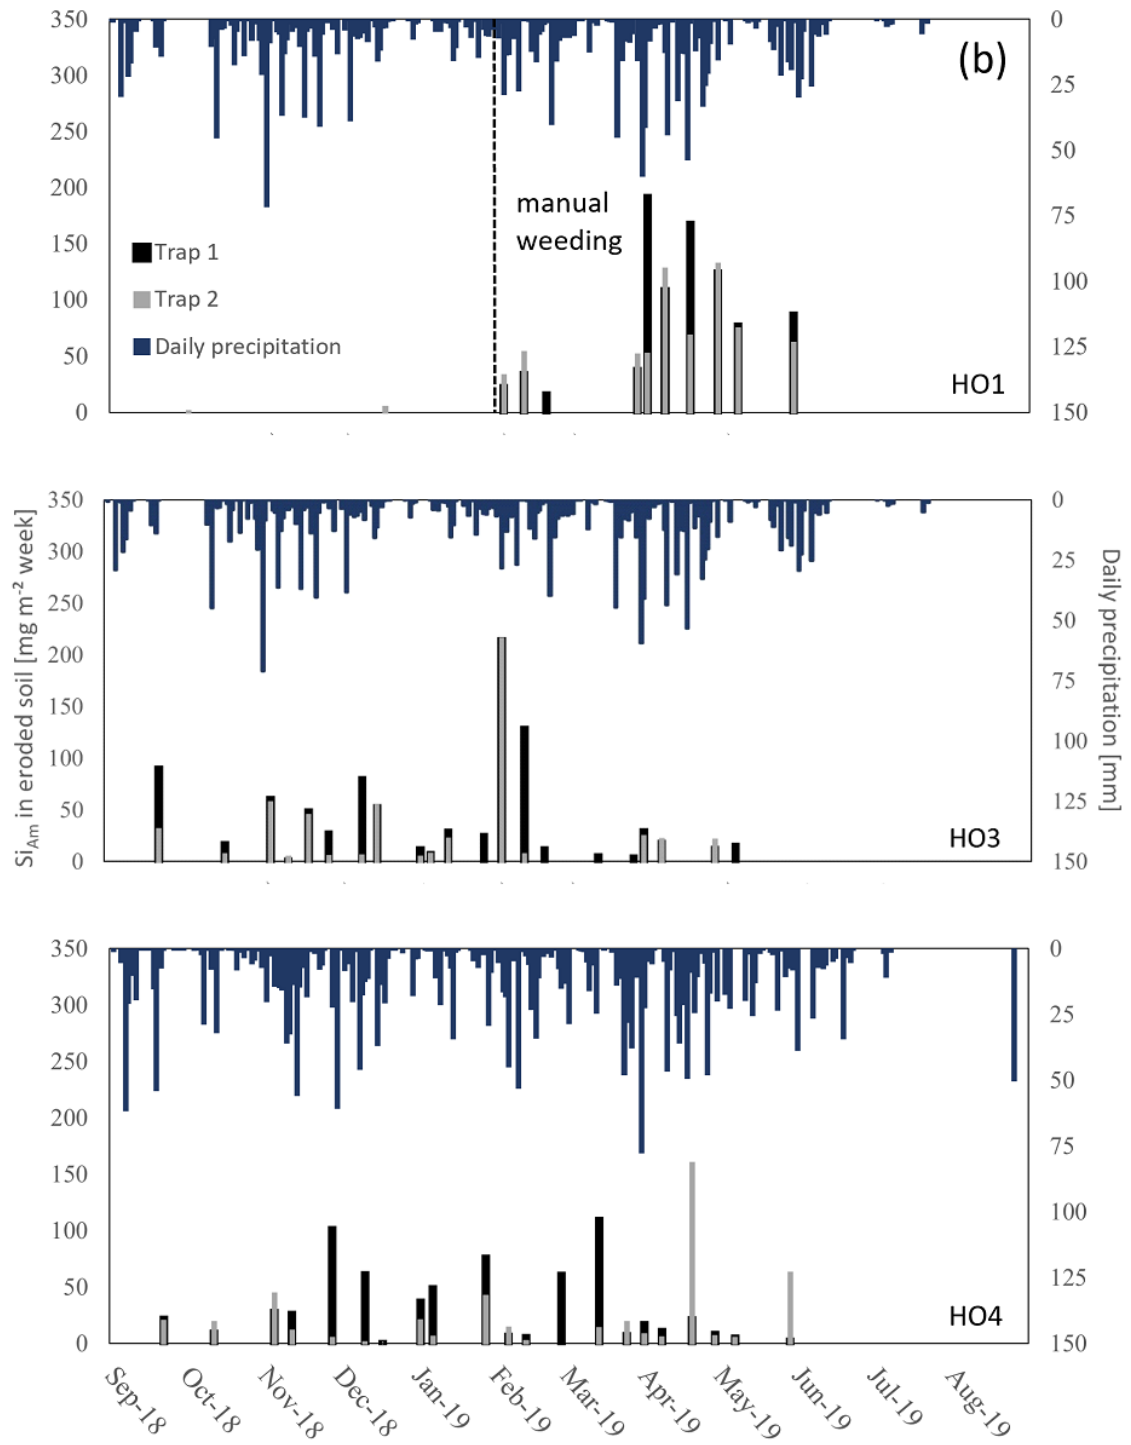 350
300
250
200
150
100
50
0
0
25
50
75
100
125
150
(b)
manual
weeding
Trap 1
Trap 2
Daily precipitation
HO1
350
300
250
200
150
100
50
0
0
25
50
75
100
125
150
HO3
Si_Am in eroded soil [mg m⁻² week]
Daily precipitation [mm]
350
300
250
200
150
100
50
0
0
25
50
75
100
125
150
HO4
Sep-18
Oct-18
Nov-18
Dec-18
Jan-19
Feb-19
Mar-19
Apr-19
May-19
Jun-19
Jul-19
Aug-19